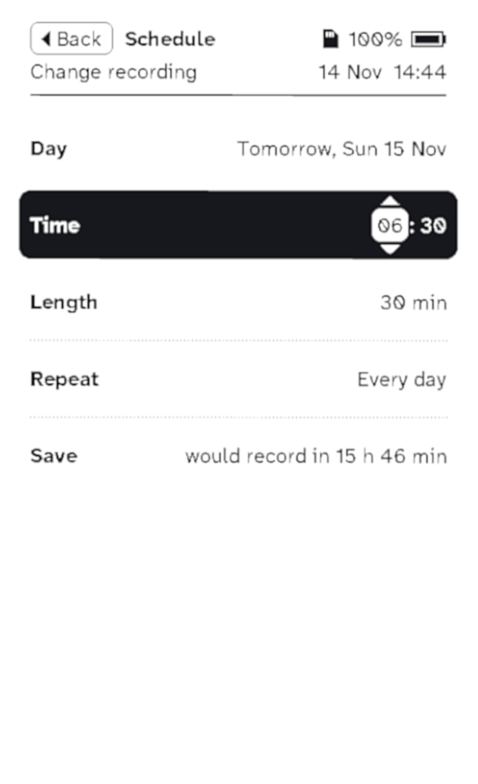 Back Schedule 100%
Change recording 14 Nov 14:44
Day Tomorrow, Sun 15 Nov
Time 06:30
Length 30 min
Repeat Every day
Save would record in 15 h 46 min